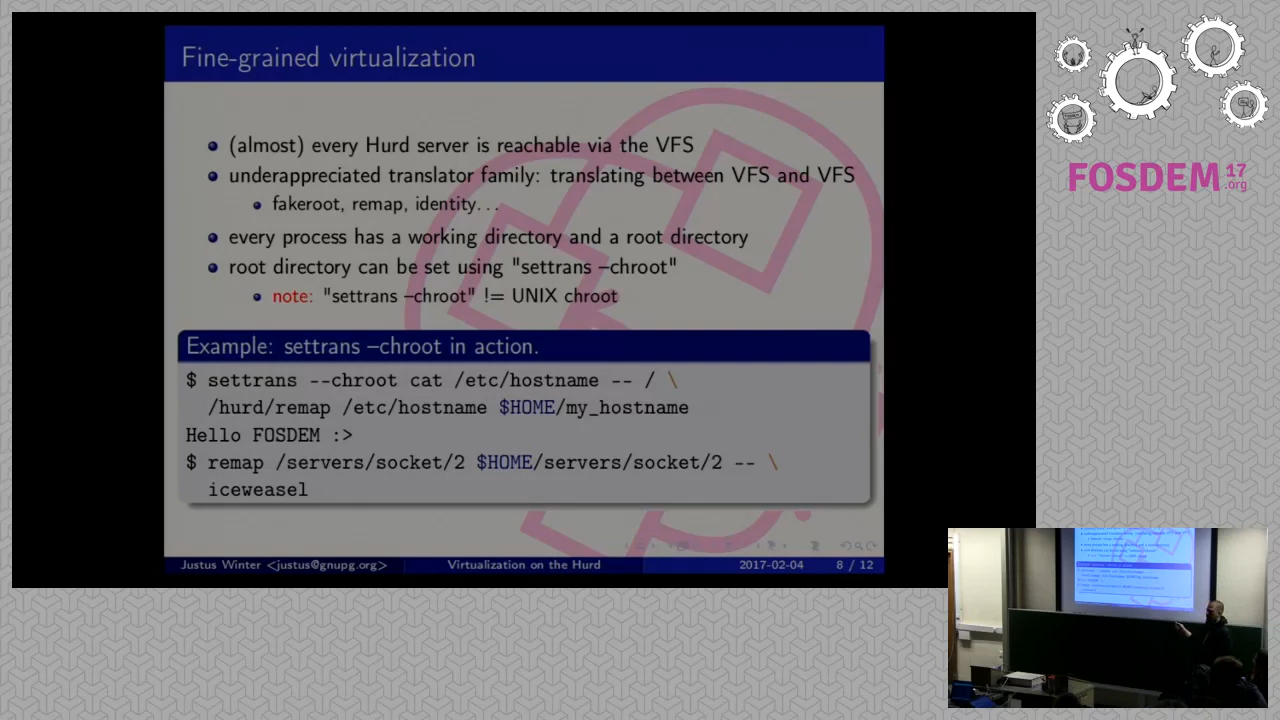 Fine-grained virtualization
(almost) every Hurd server is reachable via the VFS
underappreciated translator family: translating between VFS and VFS
fakeroot, remap, identity...
every process has a working directory and a root directory
root directory can be set using "settrans –chroot"
note: "settrans –chroot" != UNIX chroot
Example: settrans –chroot in action.
$ settrans --chroot cat /etc/hostname -- / \
/hurd/remap /etc/hostname $HOME/my_hostname
Hello FOSDEM :>
$ remap /servers/socket/2 $HOME/servers/socket/2 -- \
iceweasel
Justus Winter <justus@gnupg.org> Virtualization on the Hurd 2017-02-04 8 / 12
FOSDEM 17
.org